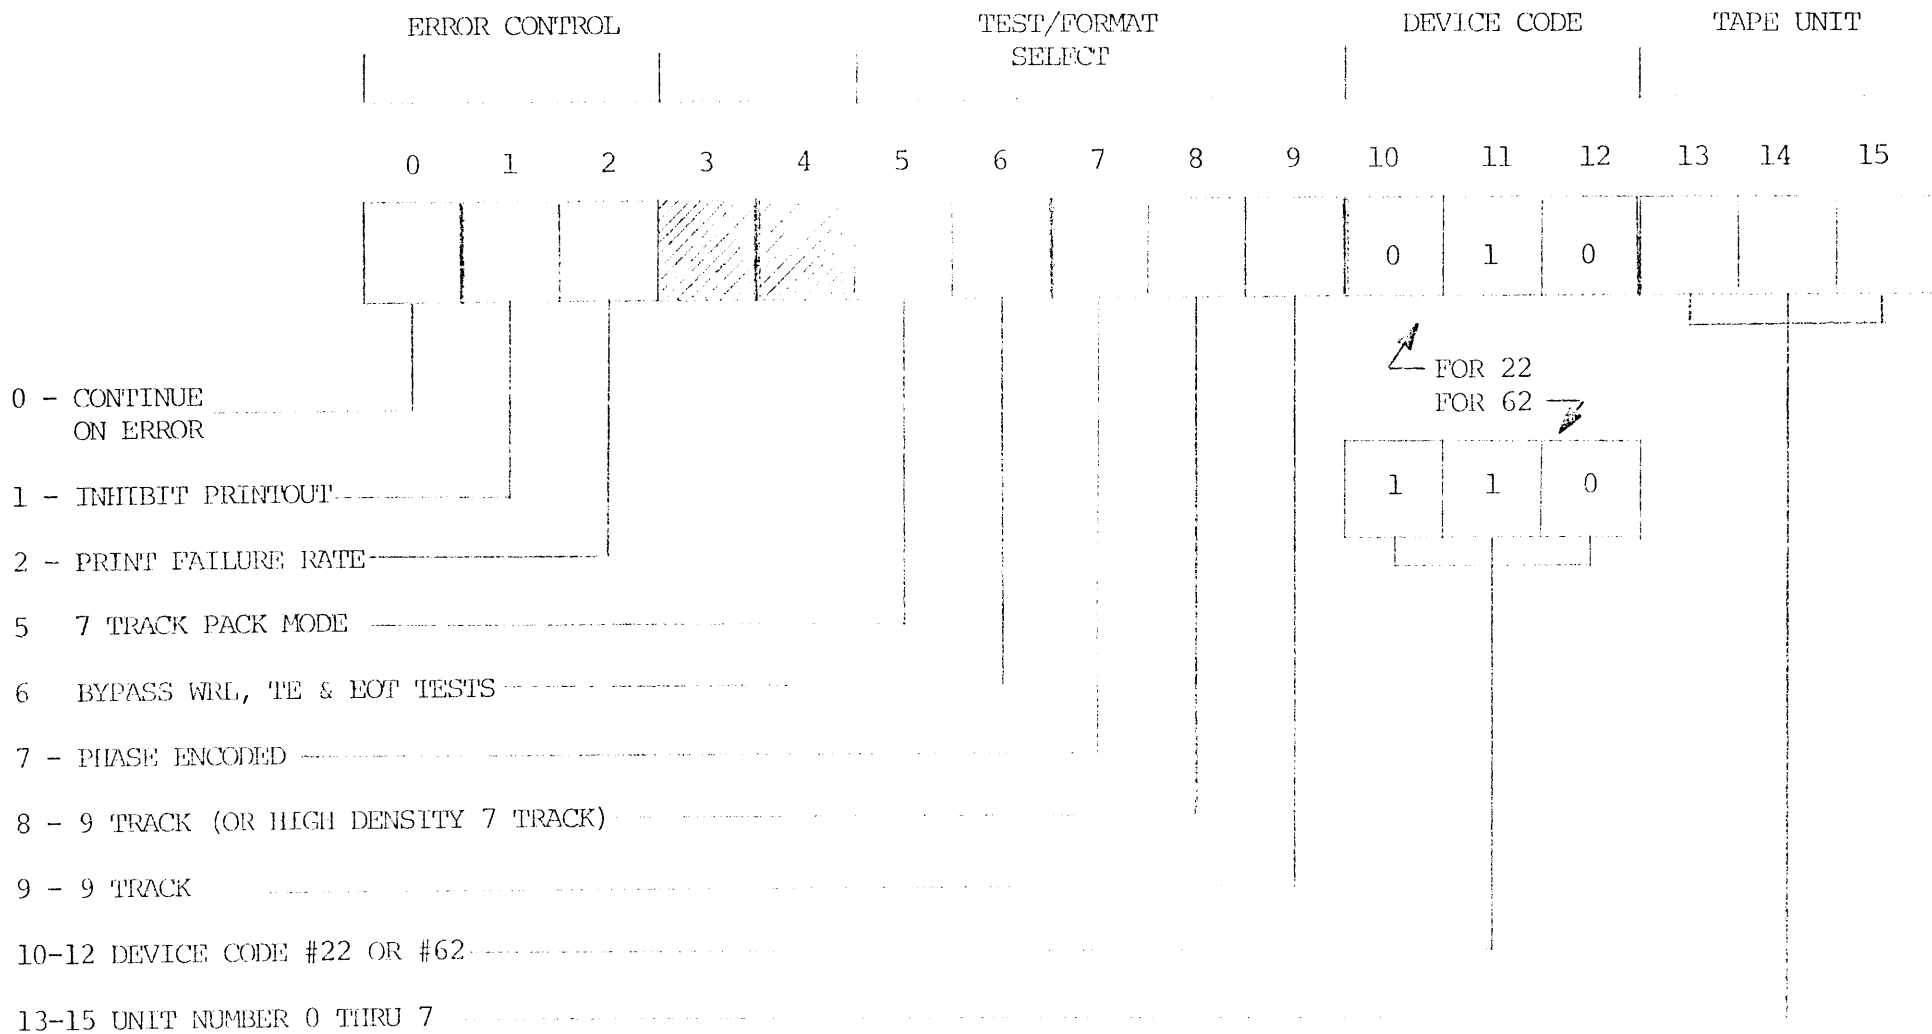 ERROR CONTROL TEST/FORMAT SELECT DEVICE CODE TAPE UNIT
0 1 2 3 4 5 6 7 8 9 10 11 12 13 14 15
0 1 0
FOR 22
FOR 62
1 1 0
0 - CONTINUE
ON ERROR
1 - INHIBIT PRINTOUT
2 - PRINT FAILURE RATE
5 7 TRACK PACK MODE
6 BYPASS WRL, TE & EOT TESTS
7 - PHASE ENCODED
8 - 9 TRACK (OR HIGH DENSITY 7 TRACK)
9 - 9 TRACK
10-12 DEVICE CODE #22 OR #62
13-15 UNIT NUMBER 0 THRU 7